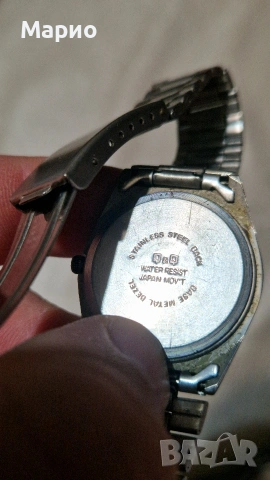 Марио
STAINLESS STEEL BACK
Q&Q
WATER RESIST
JAPAN MOV'T
BASE METAL BEZEL
BAZAR